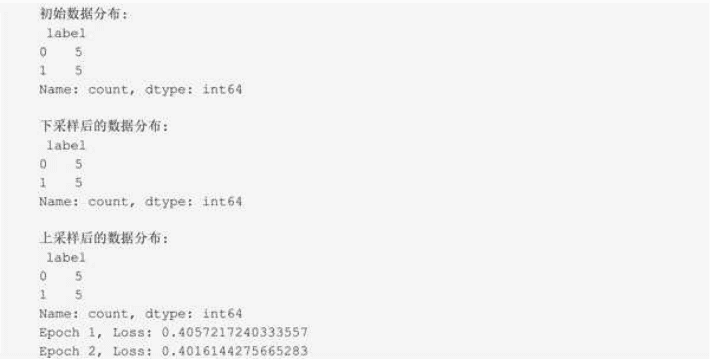 初始数据分布：
label
0 5
1 5
Name: count, dtype: int64
下采样后的数据分布：
label
0 5
1 5
Name: count, dtype: int64
上采样后的数据分布：
label
0 5
1 5
Name: count, dtype: int64
Epoch 1, Loss: 0.4057217240333557
Epoch 2, Loss: 0.4016144275665283